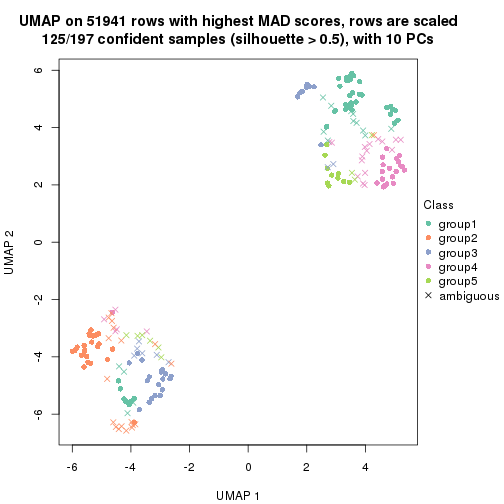 UMAP on 51941 rows with highest MAD scores, rows are scaled
125/197 confident samples (silhouette > 0.5), with 10 PCs
6
4
2
0
-2
-4
-6
UMAP 2
-6
-4
-2
0
2
4
UMAP 1
Class
group1
group2
group3
group4
group5
ambiguous